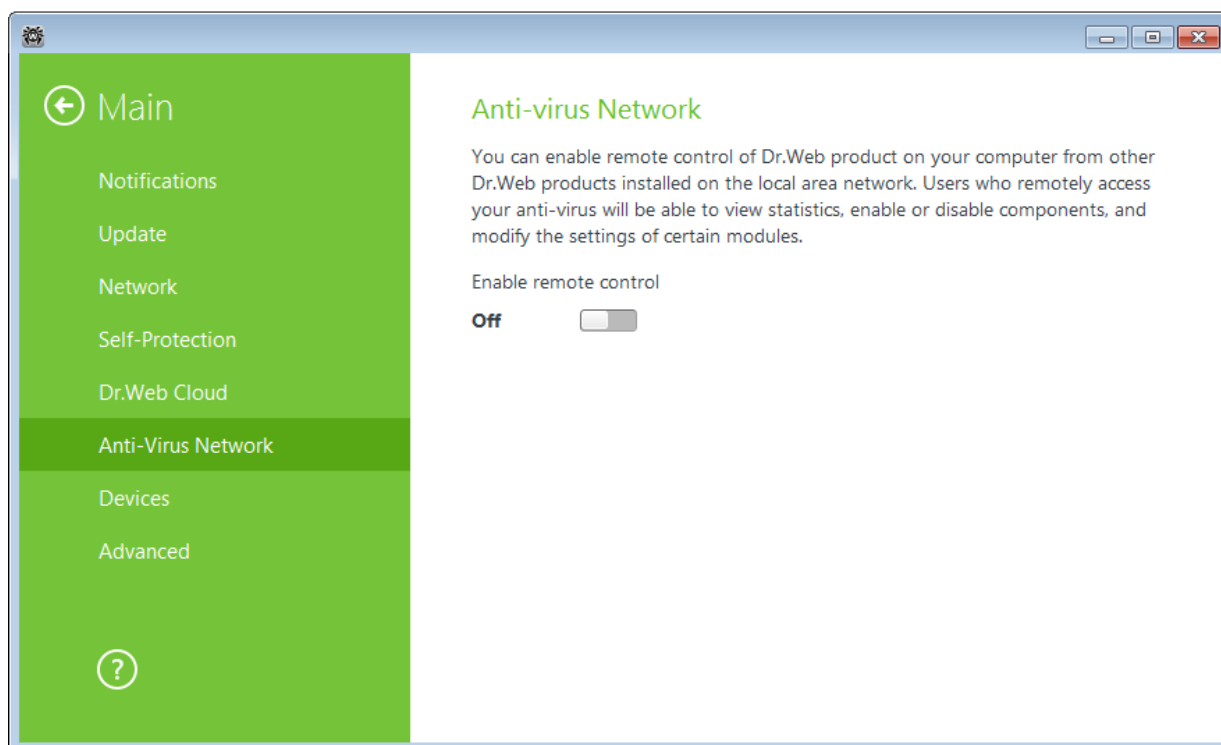 Main
Notifications
Update
Network
Self-Protection
Dr.Web Cloud
Anti-Virus Network
Devices
Advanced
?
Anti-virus Network
You can enable remote control of Dr.Web product on your computer from other
Dr.Web products installed on the local area network. Users who remotely access
your anti-virus will be able to view statistics, enable or disable components, and
modify the settings of certain modules.
Enable remote control
Off